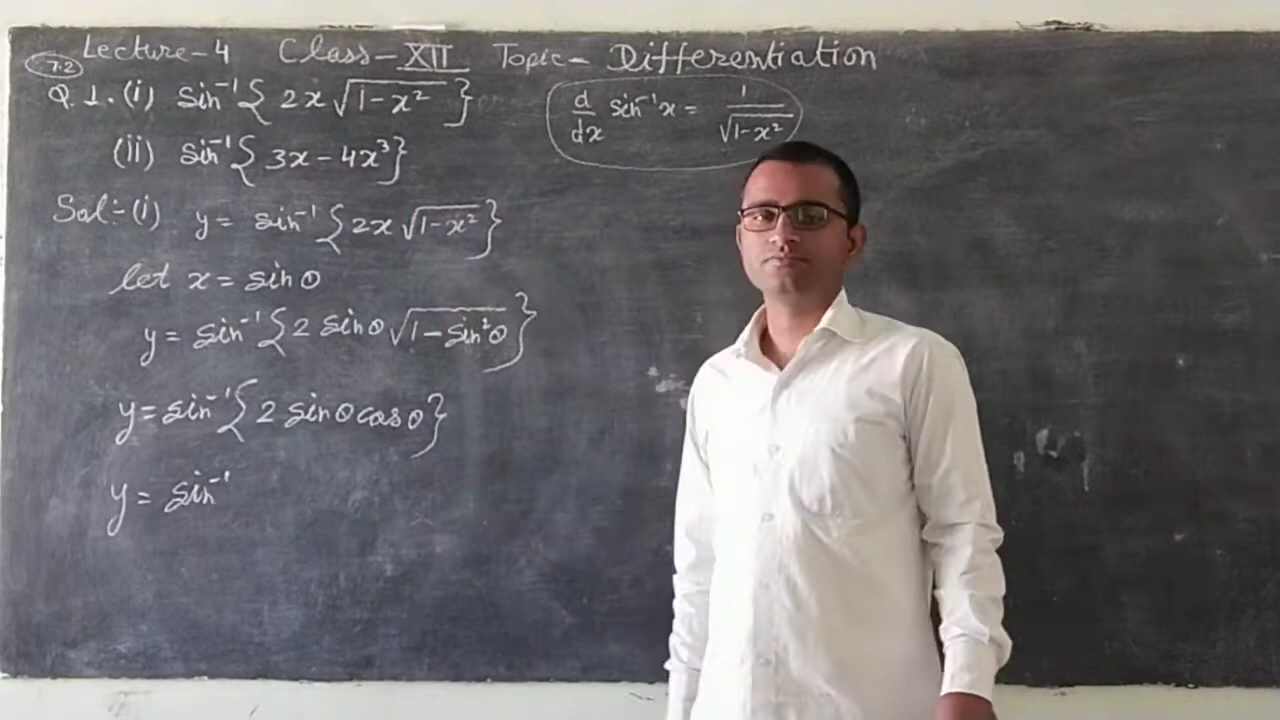 Lecture-4 Class-XII Topic- Differentiation
7.2
Q.1.(i) sin⁻¹{2x√(1-x²)}
d/dx sin⁻¹x = 1/√(1-x²)
(ii) sin⁻¹{3x-4x³}
Sol:-(i) y = sin⁻¹{2x√(1-x²)}
let x = sinθ
y = sin⁻¹{2 sinθ√(1-sin²θ)}
y = sin⁻¹{2 sinθcosθ}
y = sin⁻¹